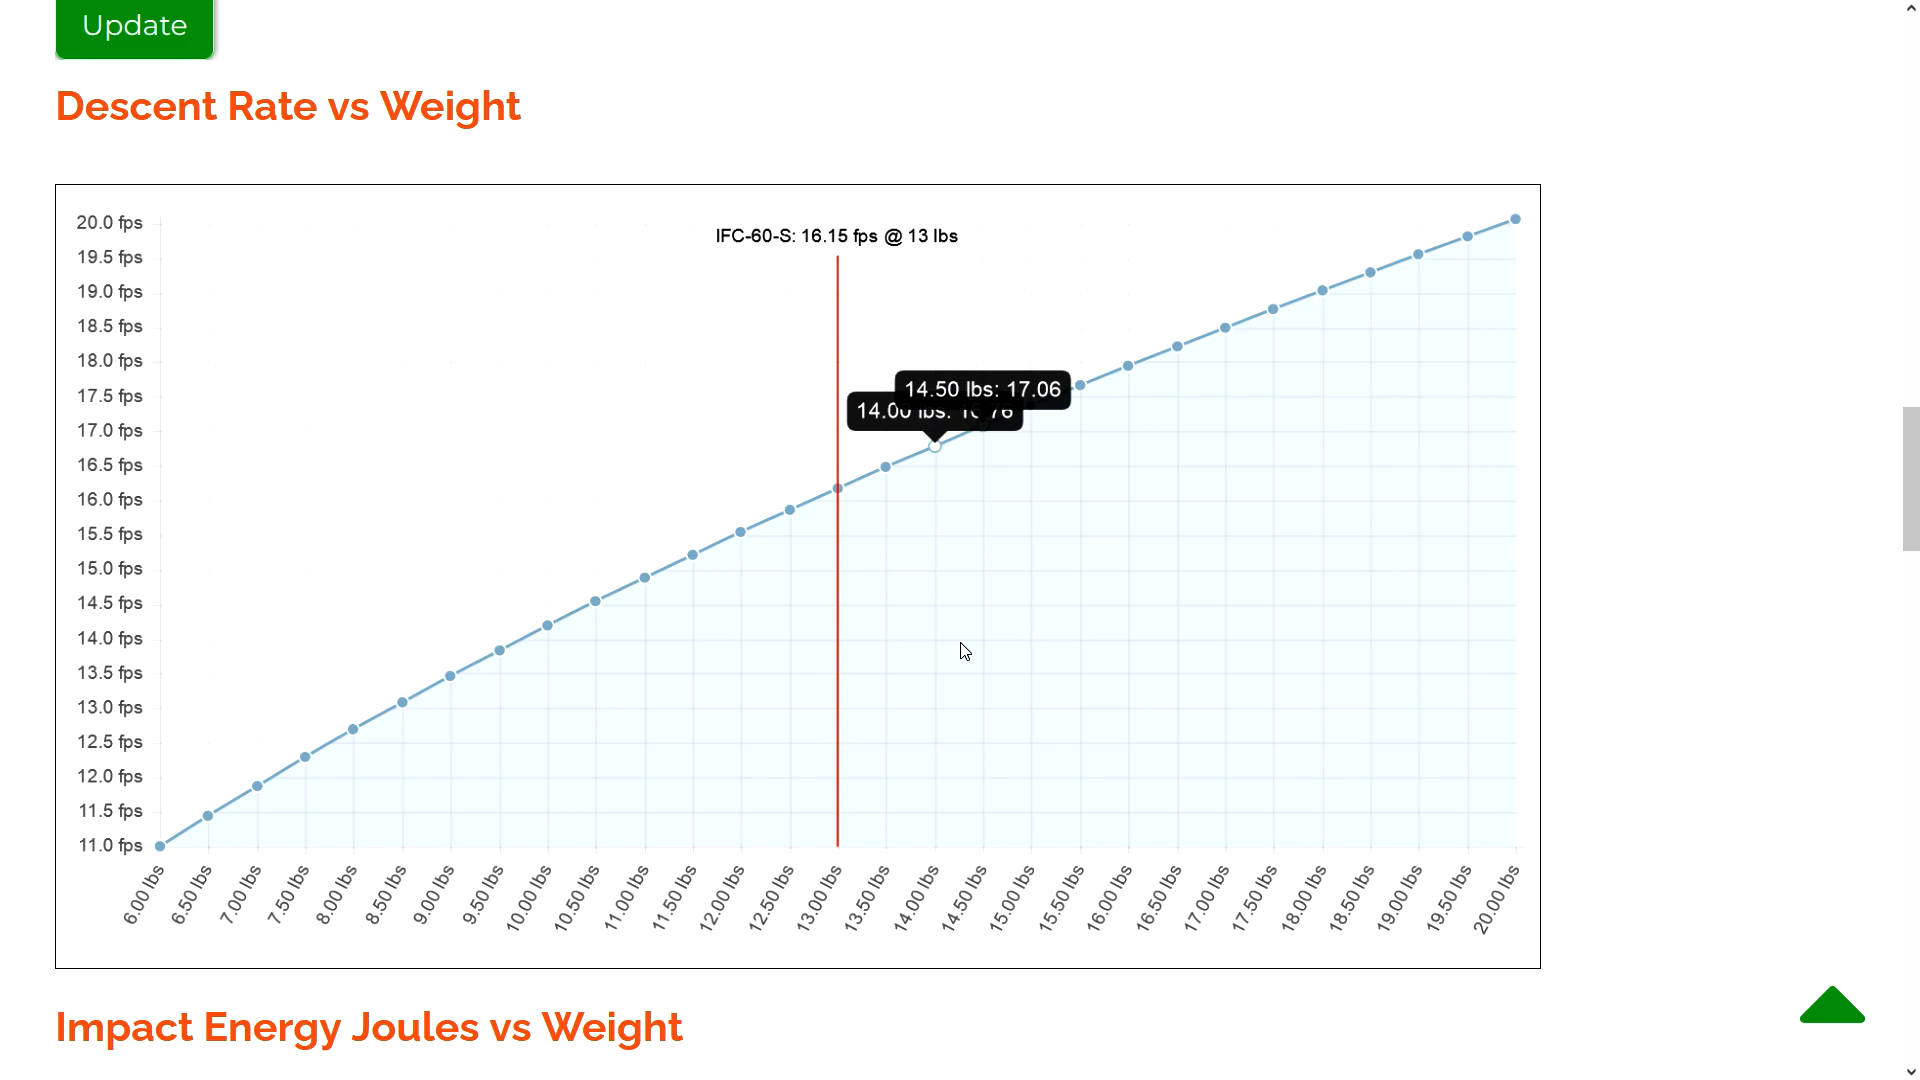 Update
Descent Rate vs Weight
IFC-60-S: 16.15 fps @ 13 lbs
20.0 fps
19.5 fps
19.0 fps
18.5 fps
18.0 fps
17.5 fps
17.0 fps
16.5 fps
16.0 fps
15.5 fps
15.0 fps
14.5 fps
14.0 fps
13.5 fps
13.0 fps
12.5 fps
12.0 fps
11.5 fps
11.0 fps
14.50 lbs: 17.06
14.00 lbs:
6.00 lbs
6.50 lbs
7.00 lbs
7.50 lbs
8.00 lbs
8.50 lbs
9.00 lbs
9.50 lbs
10.00 lbs
10.50 lbs
11.00 lbs
11.50 lbs
12.00 lbs
12.50 lbs
13.00 lbs
13.50 lbs
14.00 lbs
14.50 lbs
15.00 lbs
15.50 lbs
16.00 lbs
16.50 lbs
17.00 lbs
17.50 lbs
18.00 lbs
18.50 lbs
19.00 lbs
19.50 lbs
20.00 lbs
Impact Energy Joules vs Weight